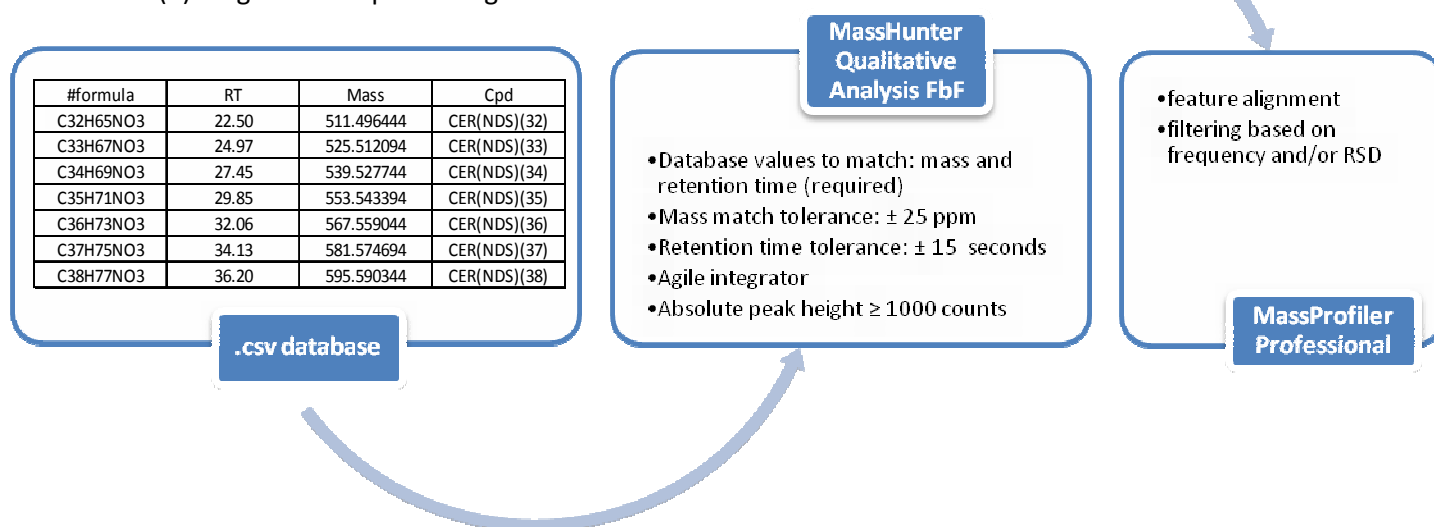 #formula RT Mass Cpd
C32H65NO3 22.50 511.496444 CER(NDS)(32)
C33H67NO3 24.97 525.512094 CER(NDS)(33)
C34H69NO3 27.45 539.527744 CER(NDS)(34)
C35H71NO3 29.85 553.543394 CER(NDS)(35)
C36H73NO3 32.06 567.559044 CER(NDS)(36)
C37H75NO3 34.13 581.574694 CER(NDS)(37)
C38H77NO3 36.20 595.590344 CER(NDS)(38)
.csv database
MassHunter
Qualitative
Analysis FbF
•Database values to match: mass and
retention time (required)
•Mass match tolerance: ± 25 ppm
•Retention time tolerance: ± 15 seconds
•Agile integrator
•Absolute peak height ≥ 1000 counts
•feature alignment
•filtering based on
frequency and/or RSD
MassProfiler
Professional